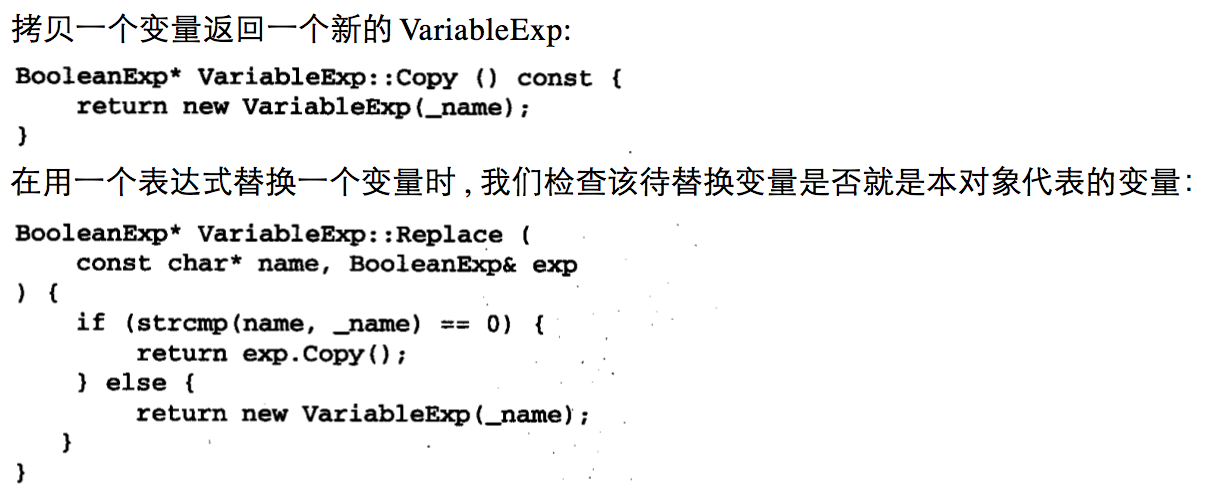 拷贝一个变量返回一个新的 VariableExp:
BooleanExp* VariableExp::Copy () const {
    return new VariableExp(_name);
}
在用一个表达式替换一个变量时 , 我们检查该待替换变量是否就是本对象代表的变量:
BooleanExp* VariableExp::Replace (
    const char* name, BooleanExp& exp
) {
    if (strcmp(name, _name) == 0) {
        return exp.Copy();
    } else {
        return new VariableExp(_name);
    }
}